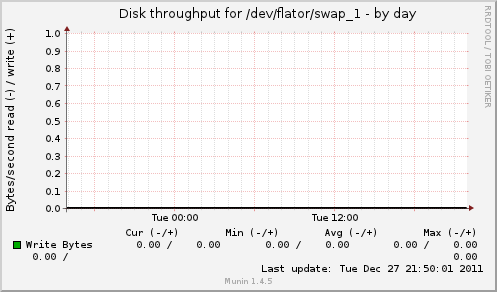 Disk throughput for /dev/flator/swap_1 - by day
RRDTOOL / TOBI OETIKER
Bytes/second read (-) / write (+)
1.0
0.9
0.8
0.7
0.6
0.5
0.4
0.3
0.2
0.1
0.0
Tue 00:00 Tue 12:00
Cur (-/+) Min (-/+) Avg (-/+) Max (-/+)
Write Bytes 0.00 / 0.00 0.00 / 0.00 0.00 / 0.00
0.00 / 0.00
Last update: Tue Dec 27 21:50:01 2011
Munin 1.4.5